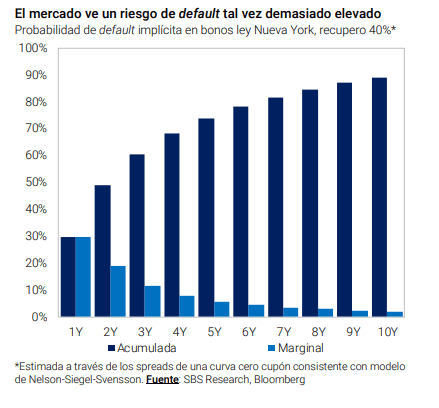 El mercado ve un riesgo de default tal vez demasiado elevado
Probabilidad de default implícita en bonos ley Nueva York, recupero 40%*
100%
90%
80%
70%
60%
50%
40%
30%
20%
10%
0%
1Y 2Y 3Y 4Y 5Y 6Y 7Y 8Y 9Y 10Y
Acumulada Marginal
*Estimada a través de los spreads de una curva cero cupón consistente con modelo
de Nelson-Siegel-Svensson. Fuente: SBS Research, Bloomberg